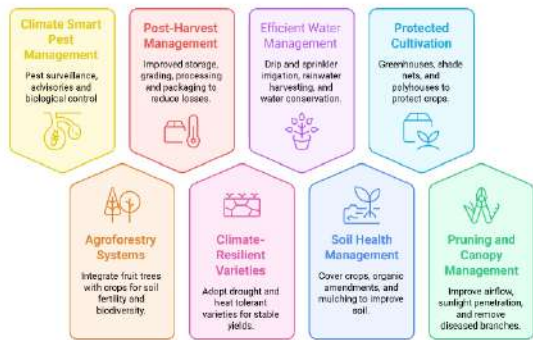 Climate Smart
Pest
Management
Pest surveillance,
advisories and
biological control
Post-Harvest
Management
Improved storage,
grading, processing
and packaging to
reduce losses.
Efficient Water
Management
Drip and sprinkler
irrigation, rainwater
harvesting, and
water conservation.
Protected
Cultivation
Greenhouses, shade
nets, and
polyhouses to
protect crops.
Agroforestry
Systems
Integrate fruit trees
with crops for soil
fertility and
biodiversity.
Climate-
Resilient
Varieties
Adopt drought and
heat tolerant
varieties for stable
yields.
Soil Health
Management
Cover crops, organic
amendments, and
mulching to improve
soil.
Pruning and
Canopy
Management
Improve airflow,
sunlight penetration,
and remove
diseased branches.